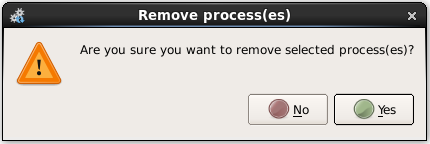 Remove process(es)
Are you sure you want to remove selected process(es)?
No
Yes